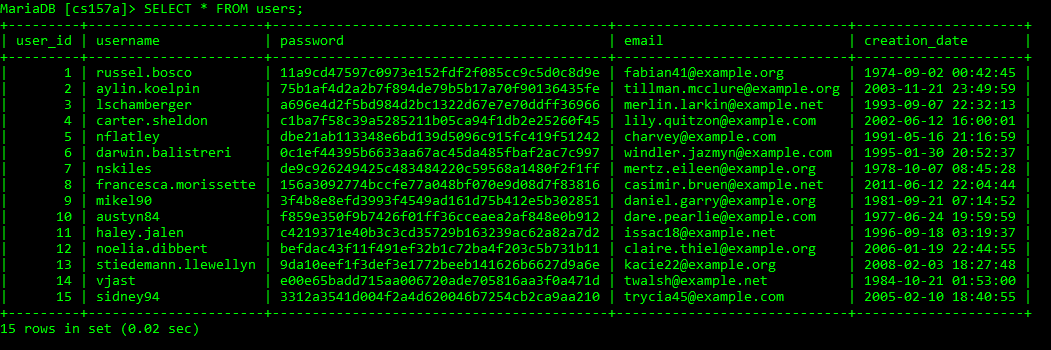 MariaDB [cs157a]> SELECT * FROM users;
+---------+----------------------+------------------------------------------+-----------------------------+---------------------+
| user_id | username | password | email | creation_date |
+---------+----------------------+------------------------------------------+-----------------------------+---------------------+
| 1 | russel.bosco | 11a9cd47597c0973e152fdf2f085cc9c5d0c8d9e | fabian41@example.org | 1974-09-02 00:42:45 |
| 2 | aylin.koelpin | 75b1af4d2a2b7f894de79b5b17a70f90136435fe | tillman.mcclure@example.org | 2003-11-21 23:49:59 |
| 3 | lschamberger | a696e4d2f5bd984d2bc1322d67e7e70ddff36966 | merlin.larkin@example.net | 1993-09-07 22:32:13 |
| 4 | carter.sheldon | c1ba7f58c39a5285211b05ca94f1db2e25260f45 | lily.quitzon@example.com | 2002-06-12 16:00:01 |
| 5 | nflatley | dbe21ab113348e6bd139d5096c915fc419f51242 | charvey@example.com | 1991-05-16 21:16:59 |
| 6 | darwin.balistreri | 0c1ef44395b6633aa67ac45da485fbaf2ac7c997 | windler.jazmyn@example.com | 1995-01-30 20:52:37 |
| 7 | nskiles | de9c926249425c483484220c59568a1480f2f1ff | mertz.eileen@example.org | 1978-10-07 08:45:28 |
| 8 | francesca.morissette | 156a3092774bccfe77a048bf070e9d08d7f83816 | casimir.bruen@example.net | 2011-06-12 22:04:44 |
| 9 | mikel90 | 3f4b8e8efd3993f4549ad161d75b412e5b302851 | daniel.garry@example.org | 1981-09-21 07:14:52 |
| 10 | austyn84 | f859e350f9b7426f01ff36cceaea2af848e0b912 | dare.pearlie@example.com | 1977-06-24 19:59:59 |
| 11 | haley.jalen | c4219371e40b3c3cd35729b163239ac62a82a7d2 | issac18@example.net | 1996-09-18 03:19:37 |
| 12 | noelia.dibbert | befdac43f11f491ef32b1c72ba4f203c5b731b11 | claire.thiel@example.org | 2006-01-19 22:44:55 |
| 13 | stiedemann.llewellyn | 9da10eef1f3def3e1772beeb141626b6627d9a6e | kacie22@example.org | 2008-02-03 18:27:48 |
| 14 | vjast | e00e65badd715aa006720ade705816aa3f0a471d | twalsh@example.net | 1984-10-21 01:53:00 |
| 15 | sidney94 | 3312a3541d004f2a4d620046b7254cb2ca9aa210 | trycia45@example.com | 2005-02-10 18:40:55 |
+---------+----------------------+------------------------------------------+-----------------------------+---------------------+
15 rows in set (0.02 sec)